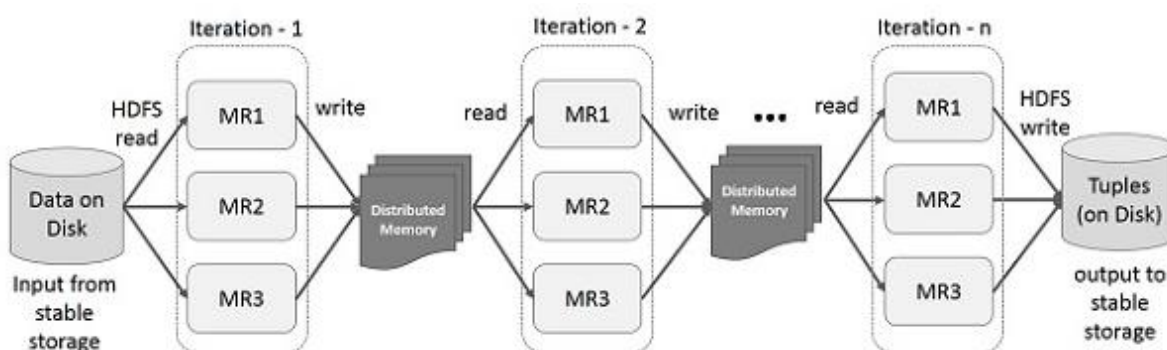 Iteration - 1
Iteration - 2
Iteration - n
HDFS
read
MR1
MR2
MR3
write
Distributed
Memory
read
MR1
MR2
MR3
write
...
Distributed
Memory
read
MR1
MR2
MR3
HDFS
write
Data on
Disk
Input from
stable
storage
Tuples
(on Disk)
output to
stable
storage